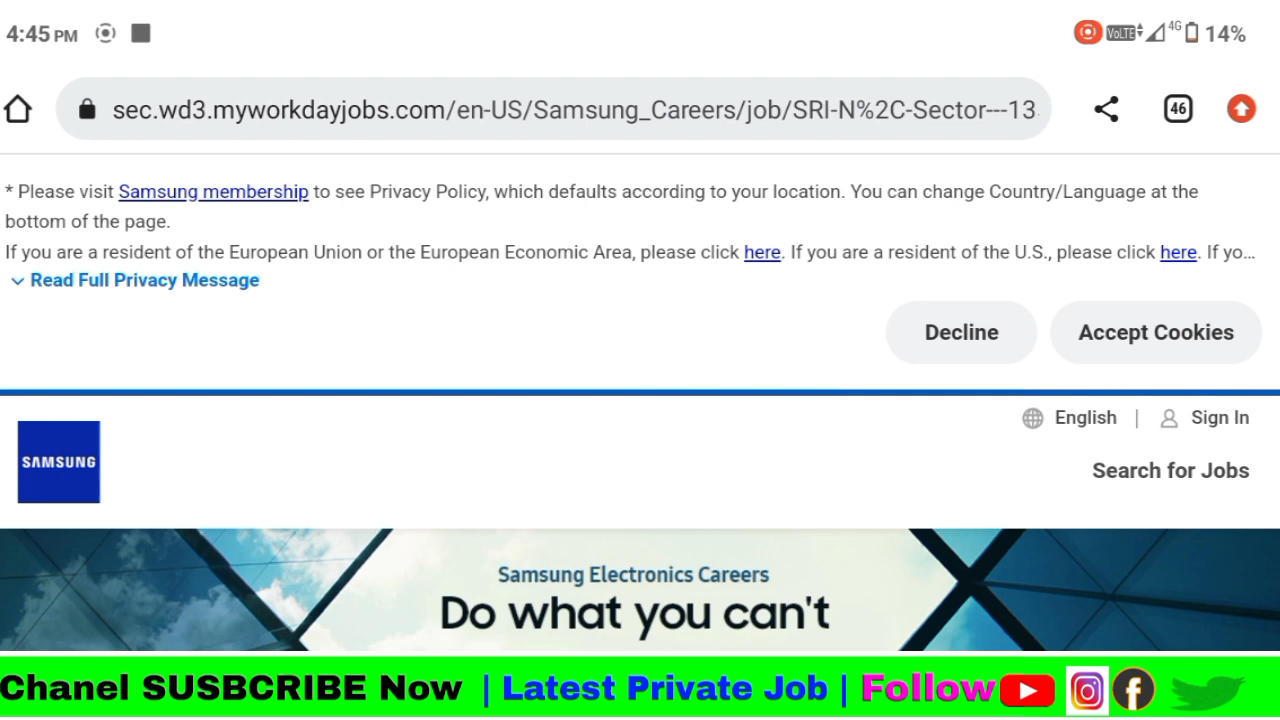 4:45 PM
VoLTE 4G 14%
sec.wd3.myworkdayjobs.com/en-US/Samsung_Careers/job/SRI-N%2C-Sector---13
46
* Please visit Samsung membership to see Privacy Policy, which defaults according to your location. You can change Country/Language at the
bottom of the page.
If you are a resident of the European Union or the European Economic Area, please click here. If you are a resident of the U.S., please click here. If yo...
Read Full Privacy Message
Decline Accept Cookies
English | Sign In
SAMSUNG
Search for Jobs
Samsung Electronics Careers
Do what you can't
Chanel SUSBCRIBE Now | Latest Private Job | Follow